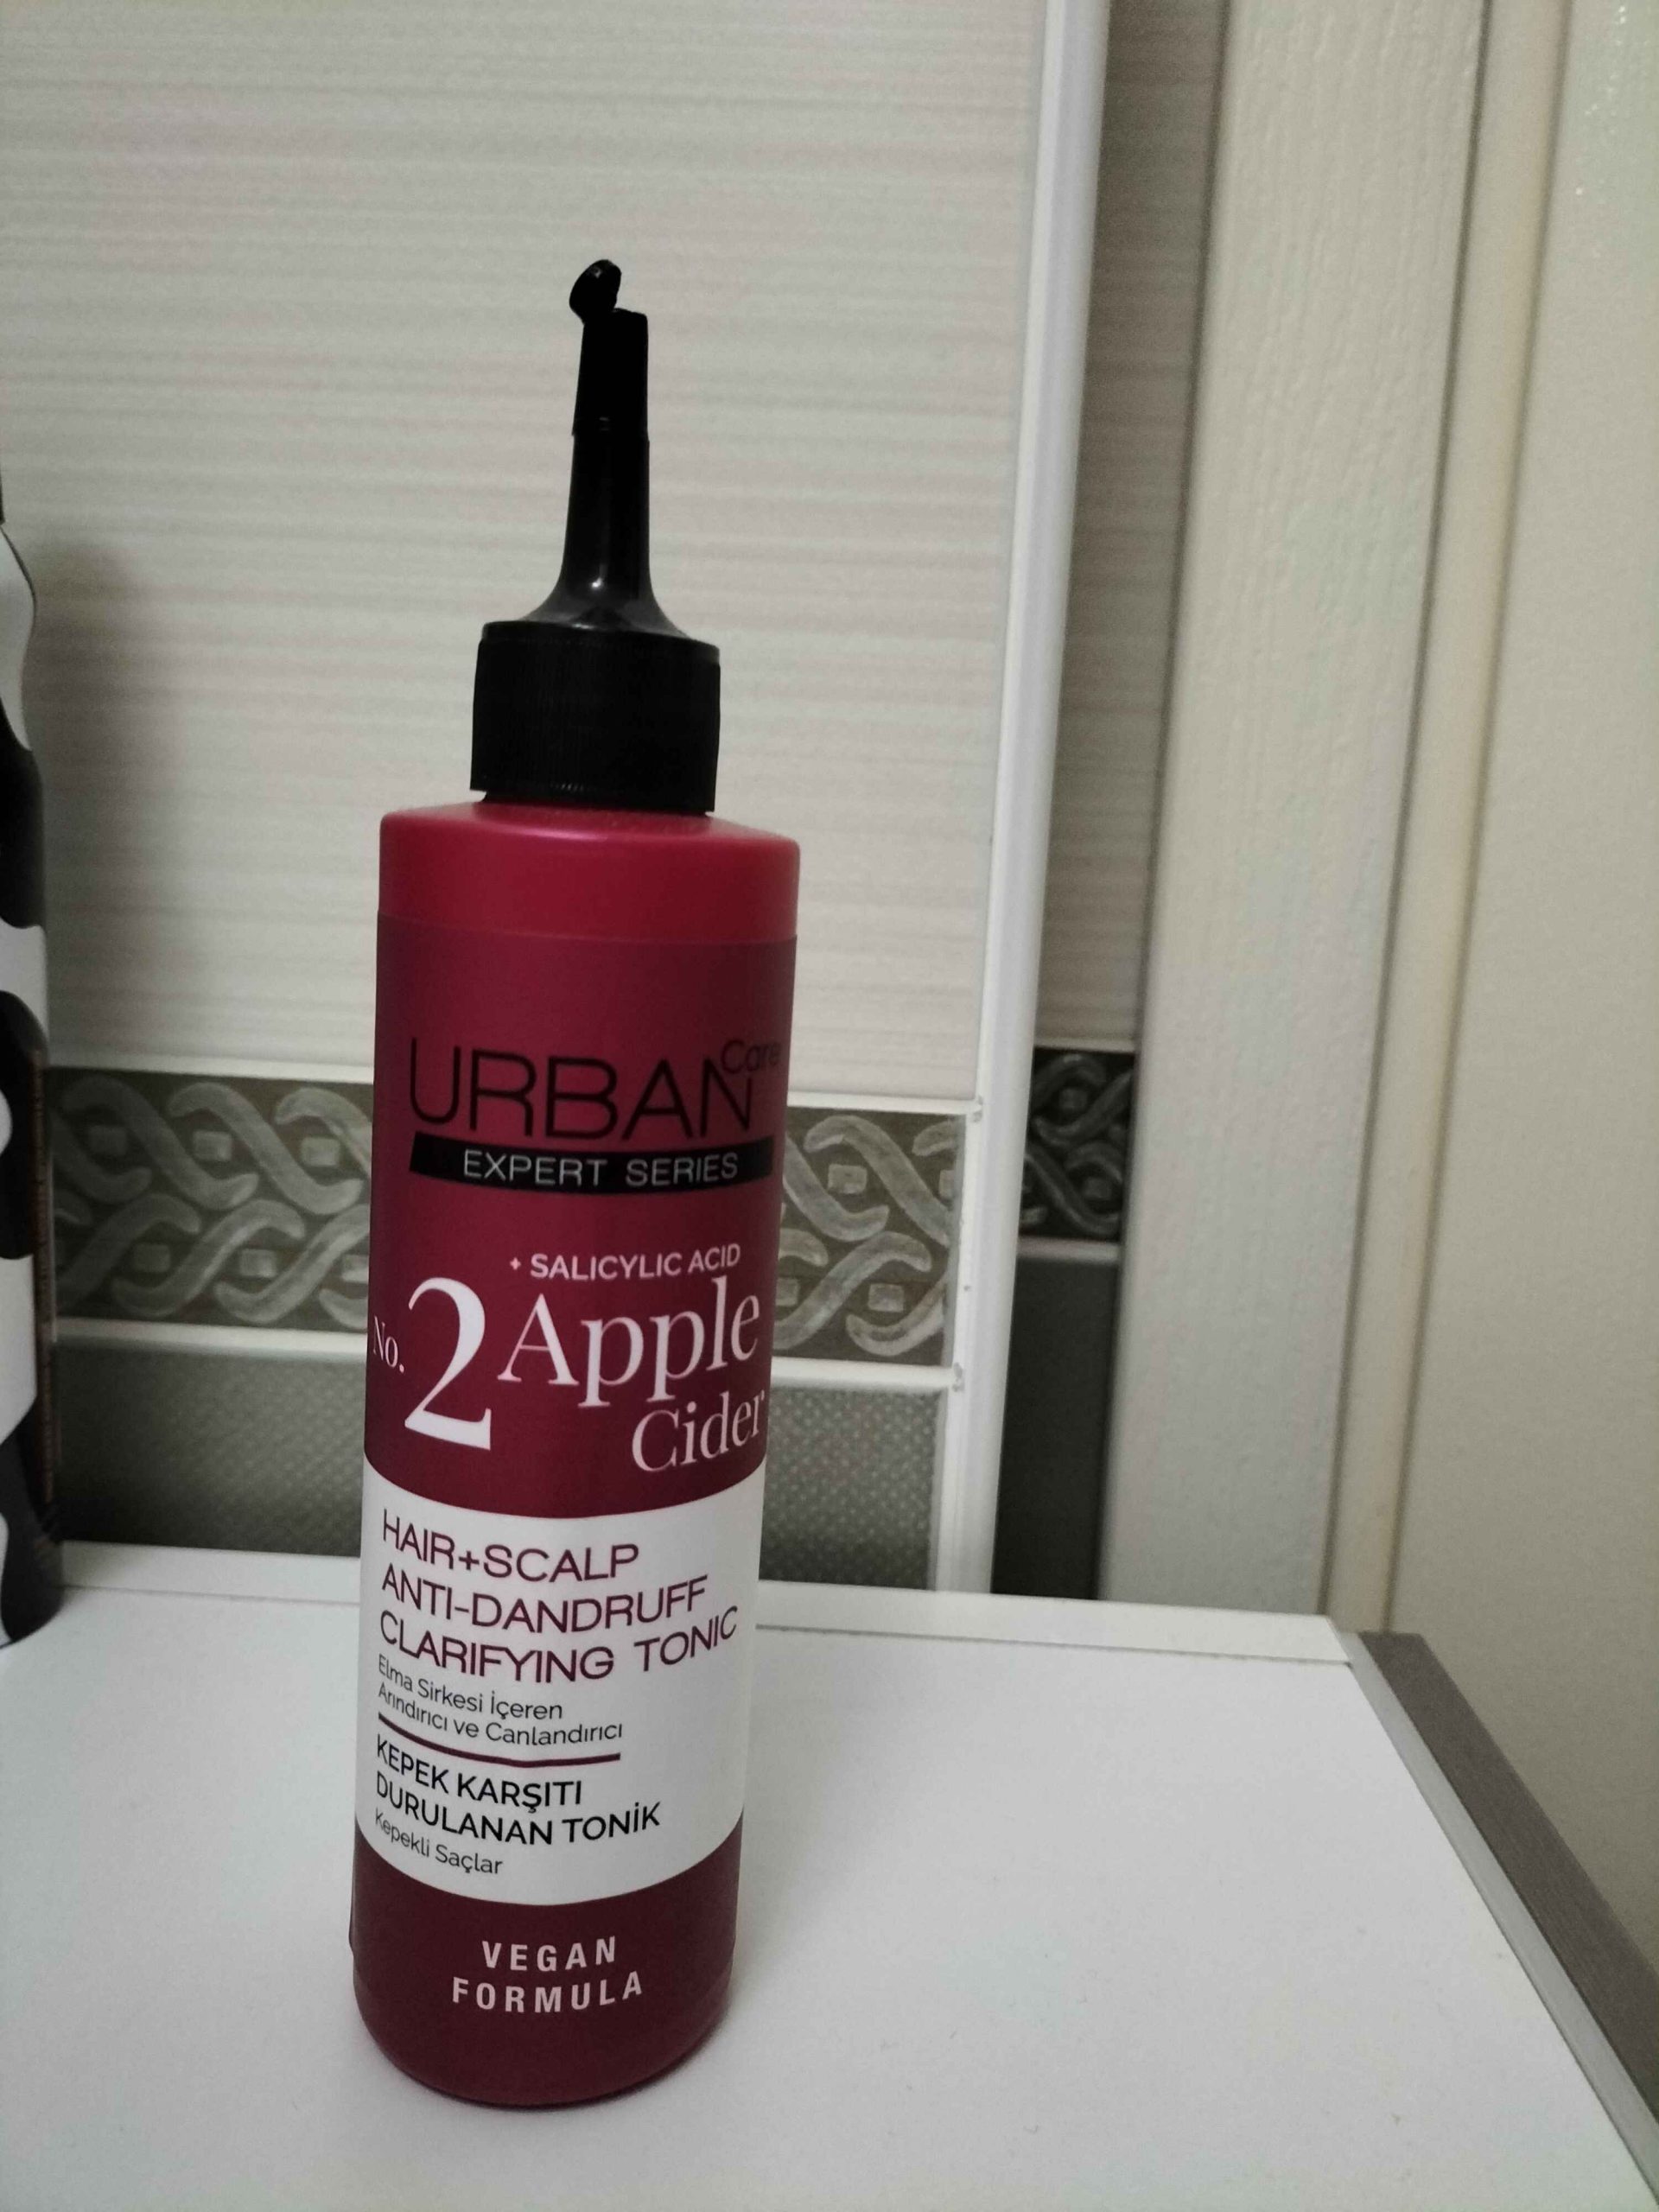 URBAN Care
EXPERT SERIES
+ SALICYLIC ACID
No. 2 Apple
Cider
HAIR+SCALP
ANTI-DANDRUFF
CLARIFYING TONIC
Elma Sirkesi İçeren
Arındırıcı ve Canlandırıcı
KEPEK KARŞITI
DURULANAN TONİK
Kepekli Saçlar
VEGAN
FORMULA